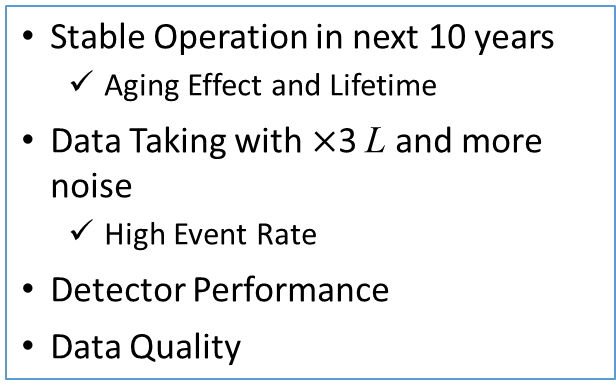 • Stable Operation in next 10 years
✓ Aging Effect and Lifetime
• Data Taking with ×3 L and more
noise
✓ High Event Rate
• Detector Performance
• Data Quality